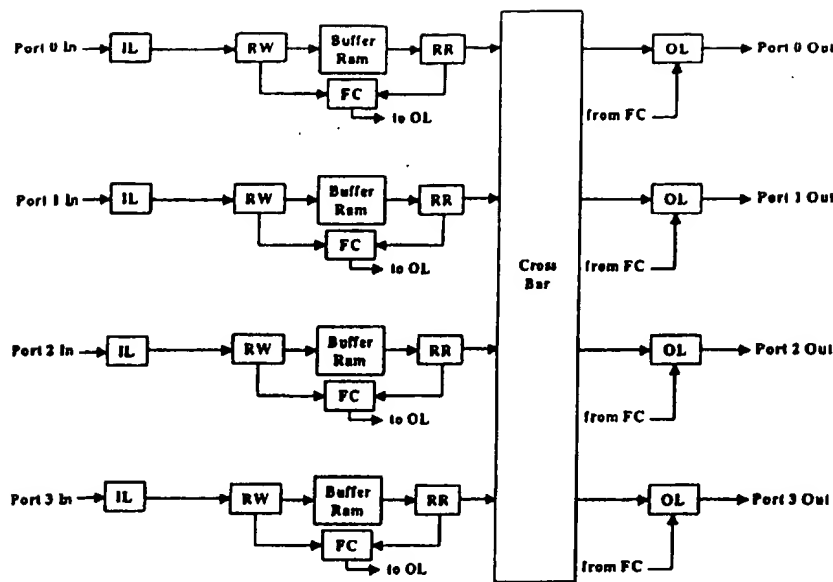 Port 0 In IL RW Buffer Ram RR OL Port 0 Out
FC
to OL
from FC
Port 1 In IL RW Buffer Ram RR OL Port 1 Out
FC
to OL
from FC
Cross Bar
Port 2 In IL RW Buffer Ram RR OL Port 2 Out
FC
to OL
from FC
Port 3 In IL RW Buffer Ram RR OL Port 3 Out
FC
to OL
from FC